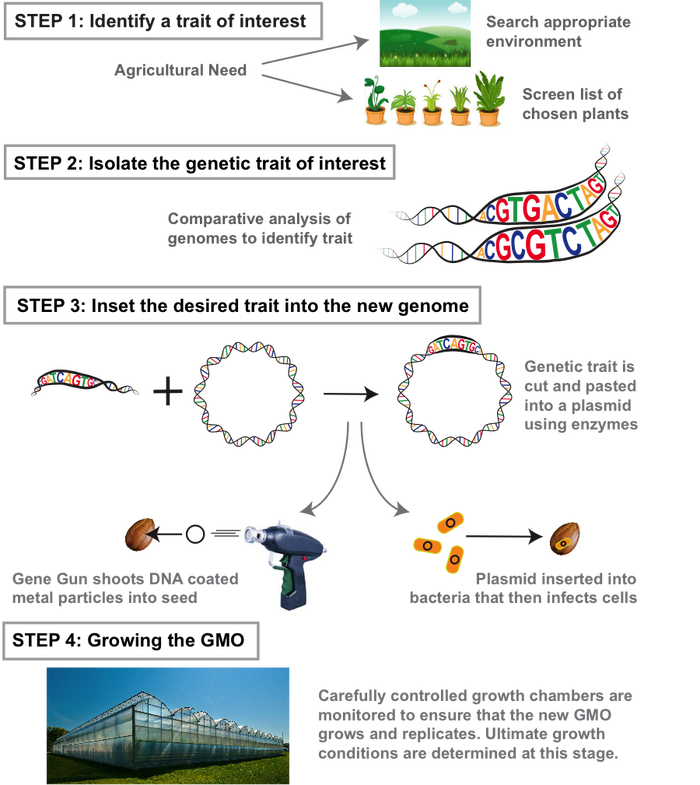 STEP 1: Identify a trait of interest
Agricultural Need
Search appropriate
environment
Screen list of
chosen plants
STEP 2: Isolate the genetic trait of interest
Comparative analysis of
genomes to identify trait
ACGTGACTAGT
ACGCGTCTAGT
STEP 3: Inset the desired trait into the new genome
GATCAGTGC
+
GATCAGTGC
Genetic trait is
cut and pasted
into a plasmid
using enzymes
Gene Gun shoots DNA coated
metal particles into seed
Plasmid inserted into
bacteria that then infects cells
STEP 4: Growing the GMO
Carefully controlled growth chambers are
monitored to ensure that the new GMO
grows and replicates. Ultimate growth
conditions are determined at this stage.